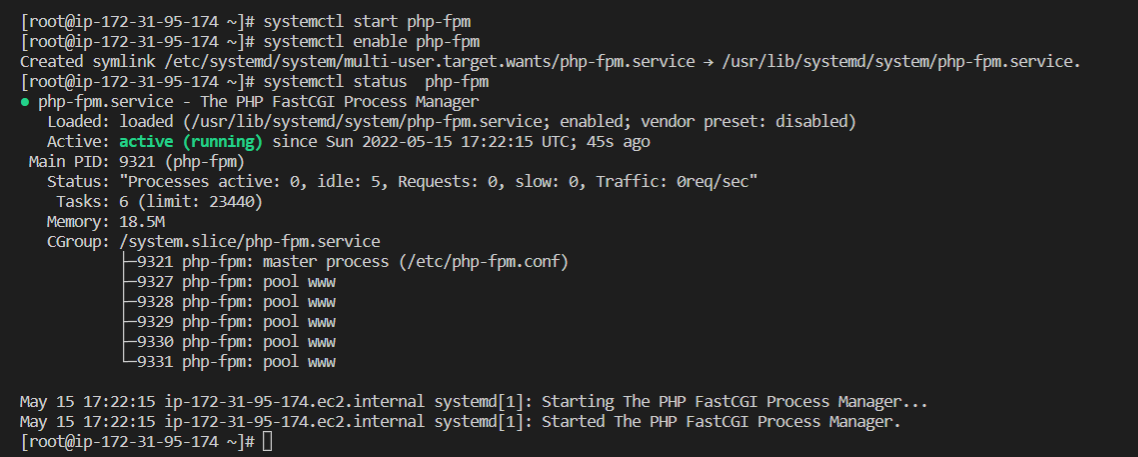 [root@ip-172-31-95-174 ~]# systemctl start php-fpm
[root@ip-172-31-95-174 ~]# systemctl enable php-fpm
Created symlink /etc/systemd/system/multi-user.target.wants/php-fpm.service → /usr/lib/systemd/system/php-fpm.service.
[root@ip-172-31-95-174 ~]# systemctl status  php-fpm
● php-fpm.service - The PHP FastCGI Process Manager
   Loaded: loaded (/usr/lib/systemd/system/php-fpm.service; enabled; vendor preset: disabled)
   Active: active (running) since Sun 2022-05-15 17:22:15 UTC; 45s ago
 Main PID: 9321 (php-fpm)
   Status: "Processes active: 0, idle: 5, Requests: 0, slow: 0, Traffic: 0req/sec"
    Tasks: 6 (limit: 23440)
   Memory: 18.5M
   CGroup: /system.slice/php-fpm.service
           ├─9321 php-fpm: master process (/etc/php-fpm.conf)
           ├─9327 php-fpm: pool www
           ├─9328 php-fpm: pool www
           ├─9329 php-fpm: pool www
           ├─9330 php-fpm: pool www
           └─9331 php-fpm: pool www

May 15 17:22:15 ip-172-31-95-174.ec2.internal systemd[1]: Starting The PHP FastCGI Process Manager...
May 15 17:22:15 ip-172-31-95-174.ec2.internal systemd[1]: Started The PHP FastCGI Process Manager.
[root@ip-172-31-95-174 ~]#